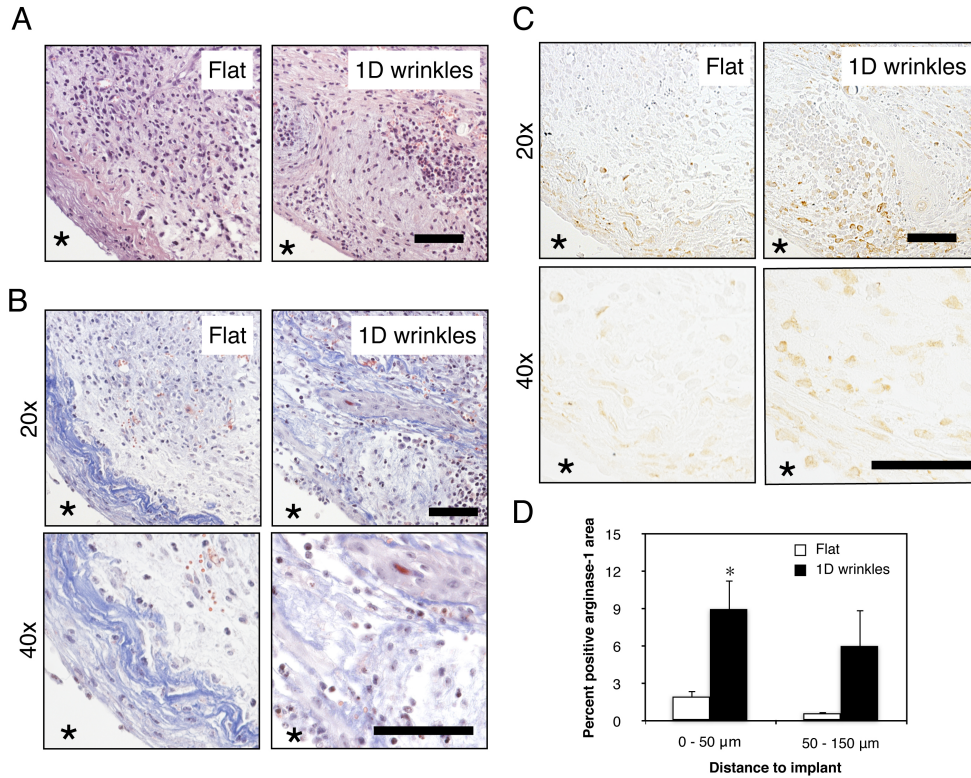 A
Flat
1D wrinkles
*
*
B
20x
Flat
1D wrinkles
*
*
40x
*
*
C
20x
Flat
1D wrinkles
*
*
40x
*
*
D
Percent positive arginase-1 area
15
12
9
6
3
0
Flat
1D wrinkles
*
0 - 50 µm
50 - 150 µm
Distance to implant